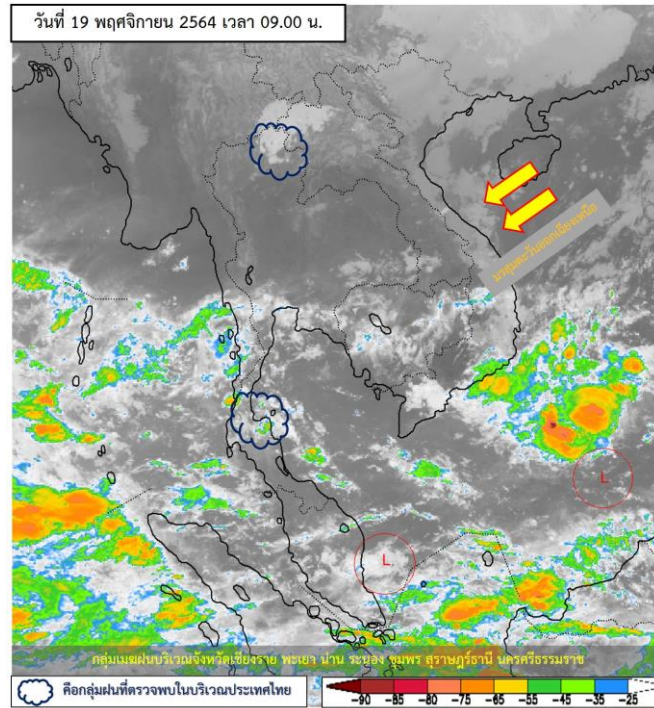 วันที่ 19 พฤศจิกายน 2564 เวลา 09.00 น.
มรสุมตะวันออกเฉียงเหนือ
L
L
กลุ่มเมฆฝนบริเวณจังหวัดเชียงราย พะเยา น่าน ระนอง ชุมพร สุราษฎร์ธานี นครศรีธรรมราช
คือกลุ่มฝนที่ตรวจพบในบริเวณประเทศไทย
-90 -85 -80 -75 -65 -55 -45 -35 -25